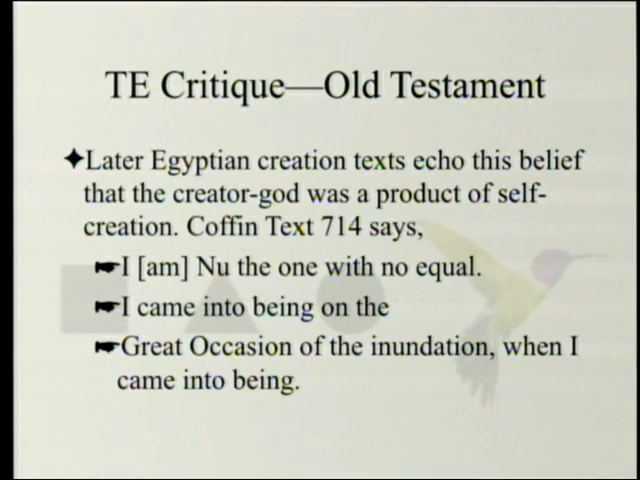 TE Critique—Old Testament
Later Egyptian creation texts echo this belief
that the creator-god was a product of self-
creation. Coffin Text 714 says,
I [am] Nu the one with no equal.
I came into being on the
Great Occasion of the inundation, when I
came into being.